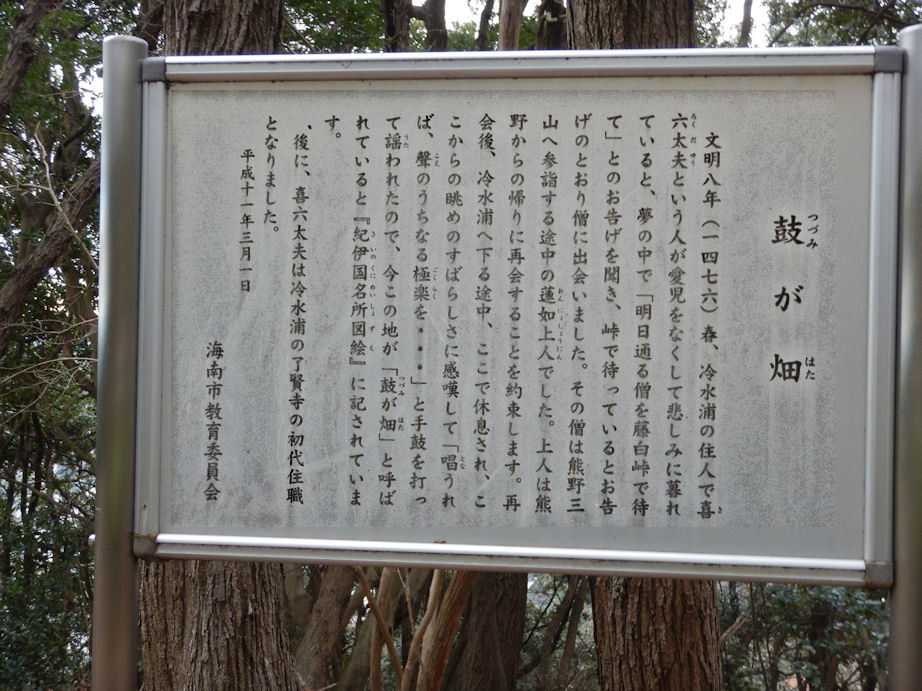 鼓が畑
つづみ はた
文明八年（一四七六）春、冷水浦の住人で喜
六太夫という人が愛児をなくして悲しみに暮れ
ていると、夢の中で「明日通る僧を藤白峠で待
て」とのお告げを聞き、峠で待っているとお告
げのとおり僧に出会いました。その僧は熊野三
山へ参詣する途中の蓮如上人でした。上人は熊
野からの帰りに再会することを約束します。再
会後、冷水浦へ下る途中、ここで休息され、こ
こからの眺めのすばらしさに感嘆して「唱うれ
ば、聲のうちなる極楽を・・・」と手鼓を打っ
て謡われたので、今この地が「鼓が畑」と呼ば
れていると『紀伊国名所図絵』に記されていま
す。
、後に、喜六太夫は冷水浦の了賢寺の初代住職
となりました。
平成十一年三月一日
海南市教育委員会